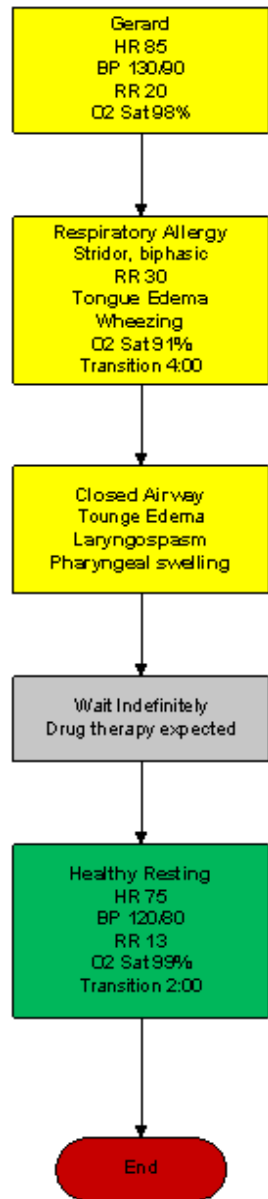 Gerard
HR 85
BP 130/90
RR 20
O2 Sat 98%
Respiratory Allergy
Stridor, biphasic
RR 30
Tongue Edema
Wheezing
O2 Sat 91%
Transition 4:00
Closed Airway
Tounge Edema
Laryngospasm
Pharyngeal swelling
Wait Indefinitely
Drug therapy expected
Healthy Resting
HR 75
BP 120/80
RR 13
O2 Sat 99%
Transition 2:00
End